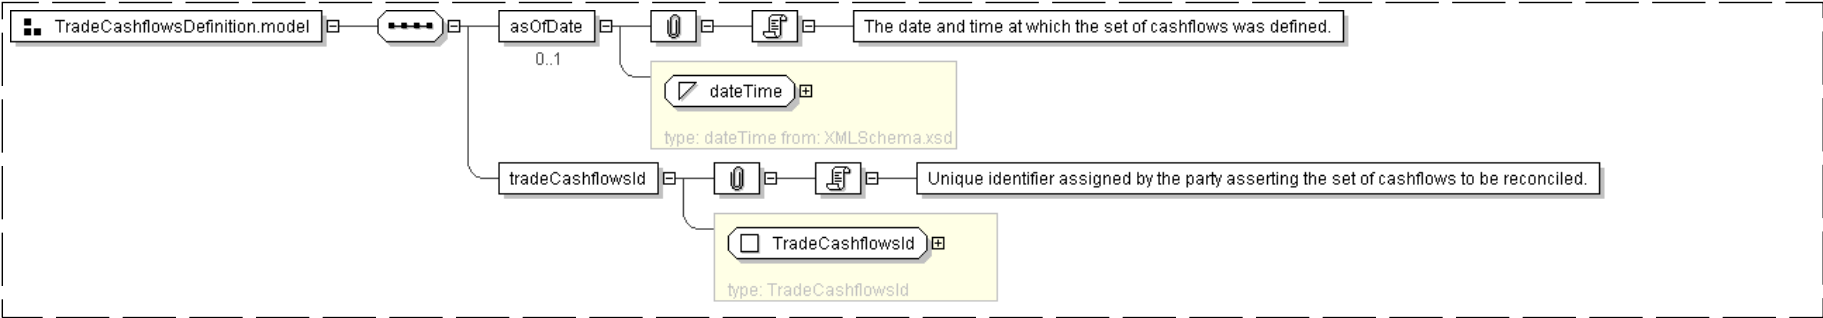 TradeCashflowsDefinition.model
asOfDate
The date and time at which the set of cashflows was defined.
0..1
dateTime
type: dateTime from: XMLSchema.xsd
tradeCashflowsId
Unique identifier assigned by the party asserting the set of cashflows to be reconciled.
TradeCashflowsId
type: TradeCashflowsId